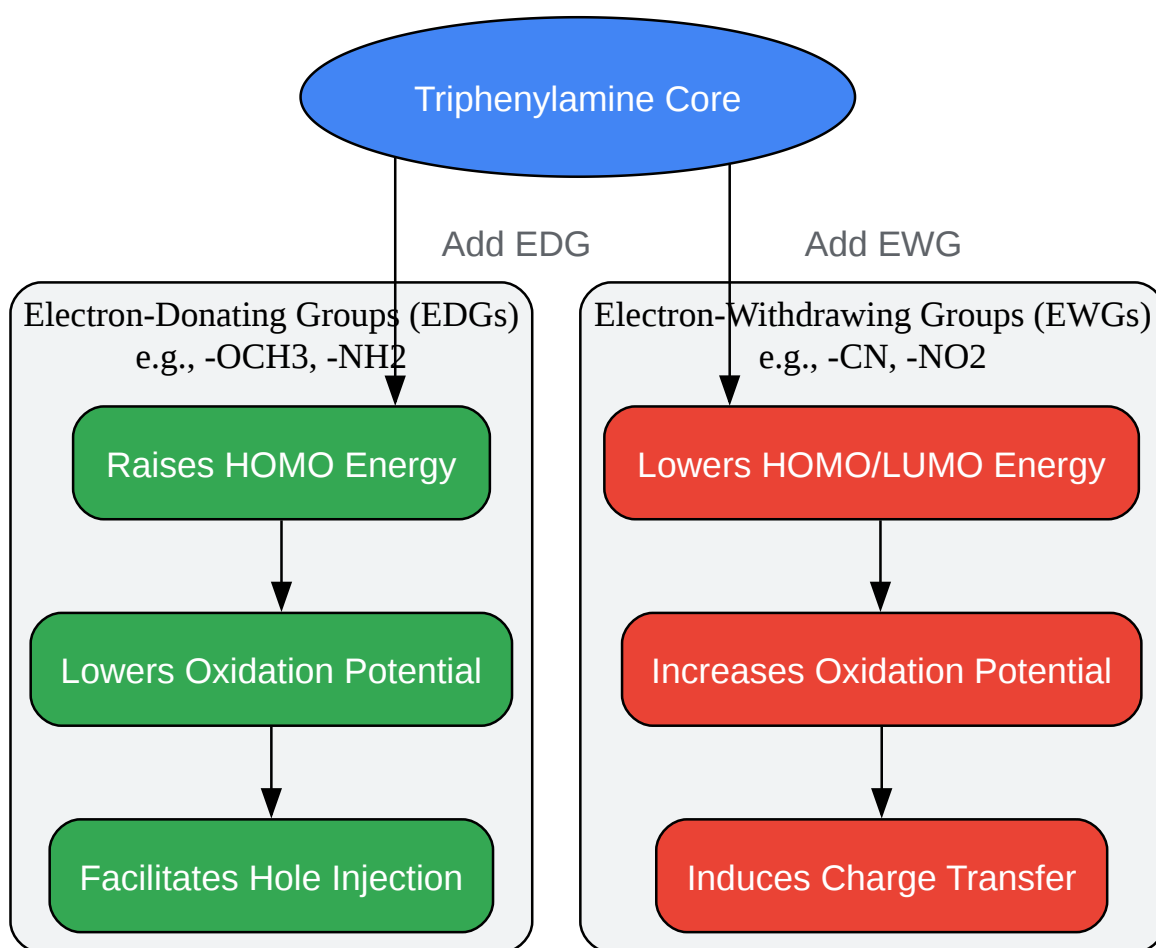 Triphenylamine Core
Add EDG
Add EWG
Electron-Donating Groups (EDGs)
e.g., -OCH3, -NH2
Raises HOMO Energy
Lowers Oxidation Potential
Facilitates Hole Injection
Electron-Withdrawing Groups (EWGs)
e.g., -CN, -NO2
Lowers HOMO/LUMO Energy
Increases Oxidation Potential
Induces Charge Transfer